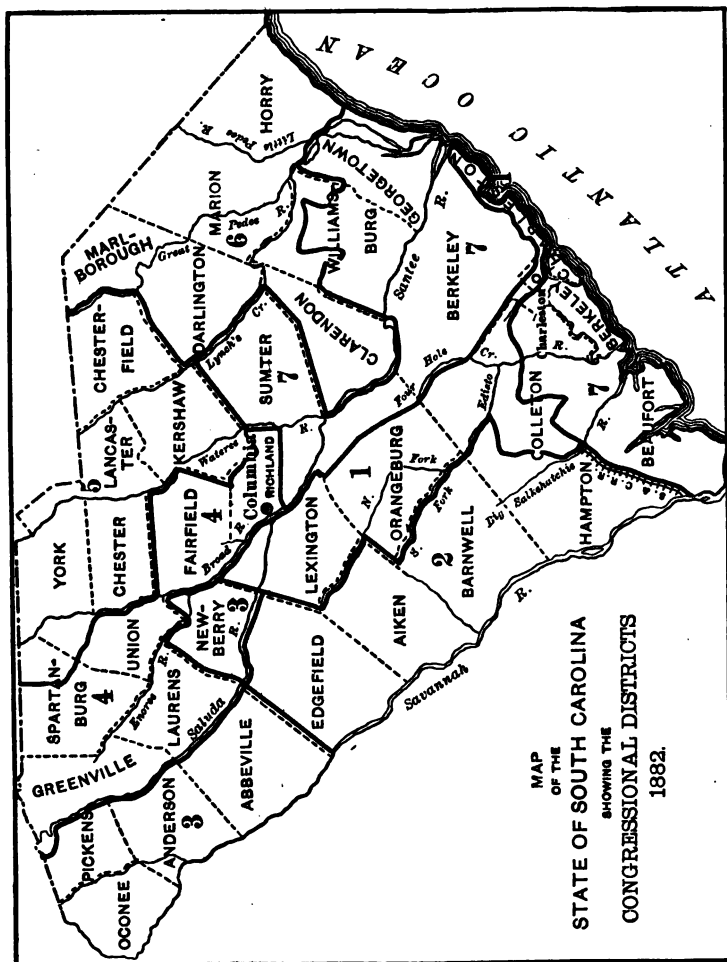 MAP
OF THE
STATE OF SOUTH CAROLINA
SHOWING THE
CONGRESSIONAL DISTRICTS
1882.
ATLANTIC OCEAN
OCONEE
PICKENS
ANDERSON
3
GREENVILLE
SPARTAN-
BURG
4
UNION
Enoree R.
LAURENS
Saluda R.
ABBEVILLE
NEW-
BERRY
3
EDGEFIELD
YORK
CHESTER
FAIRFIELD
4
Broad R.
Columbia
RICHLAND
LEXINGTON
AIKEN
Savannah R.
5
LANCAS-
TER
KERSHAW
Wateree R.
CHESTER-
FIELD
MARL-
BOROUGH
DARLINGTON
Lynch's Cr.
SUMTER
7
CLARENDON
Great Pedee R.
MARION
6
Little Pedee R.
HORRY
WILLIAMS
BURG
GEORGETOWN
Santee R.
BERKELEY
7
1
ORANGEBURG
N. Fork
S. Fork
Edisto
Four Hole Cr.
2
BARNWELL
Big Salkehatchie R.
HAMPTON
COLLETON
7
CHARLESTON
Charleston
R.
BERKELEY
BEAUFORT
S. & C. R. R.